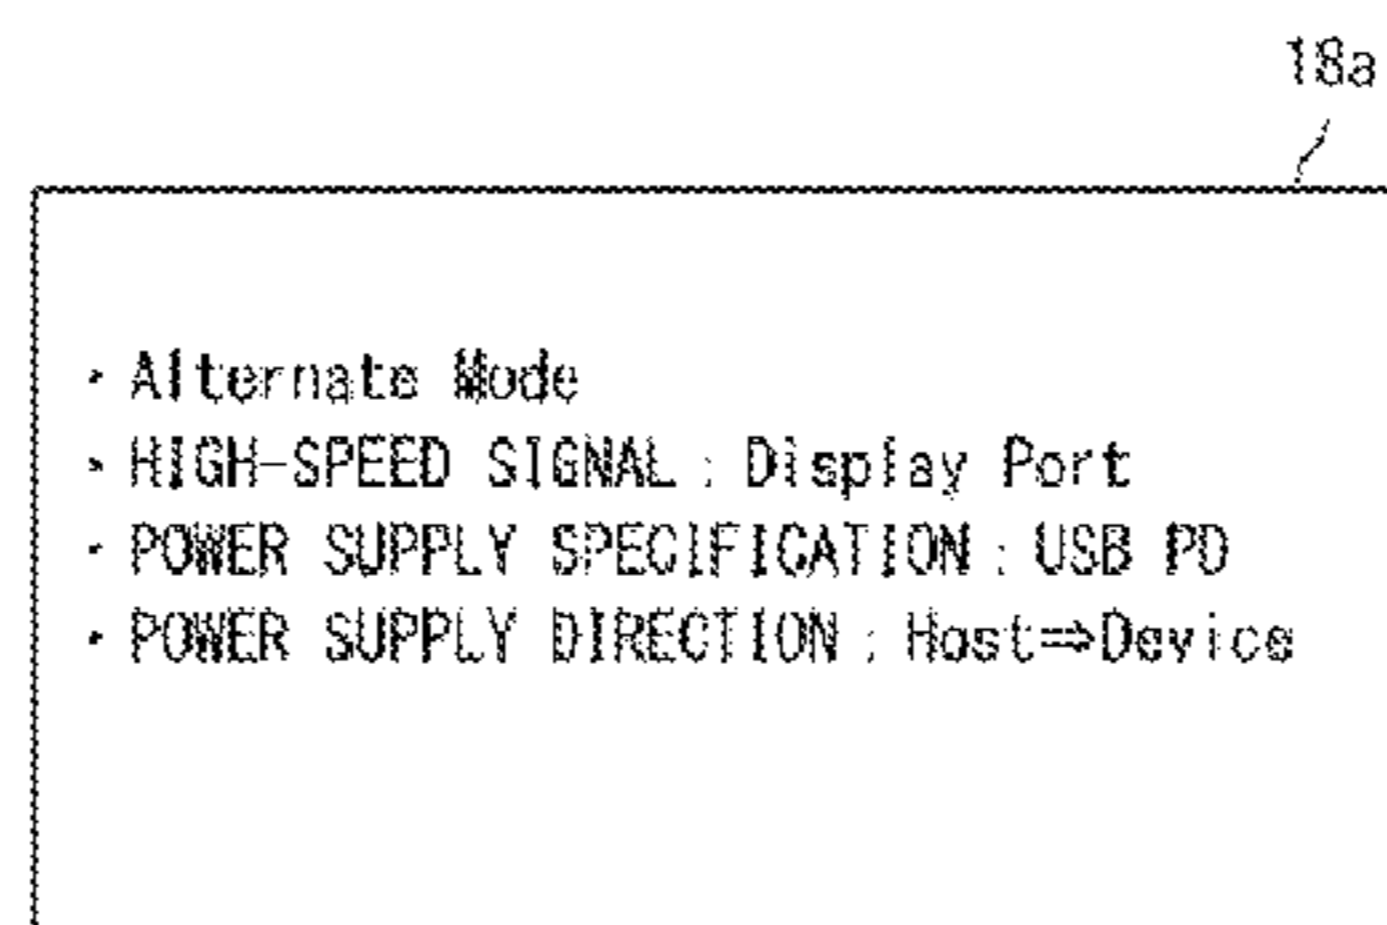 18a
・Alternate Mode
・HIGH-SPEED SIGNAL : Display Port
・POWER SUPPLY SPECIFICATION : USB PD
・POWER SUPPLY DIRECTION : Host⇒Device